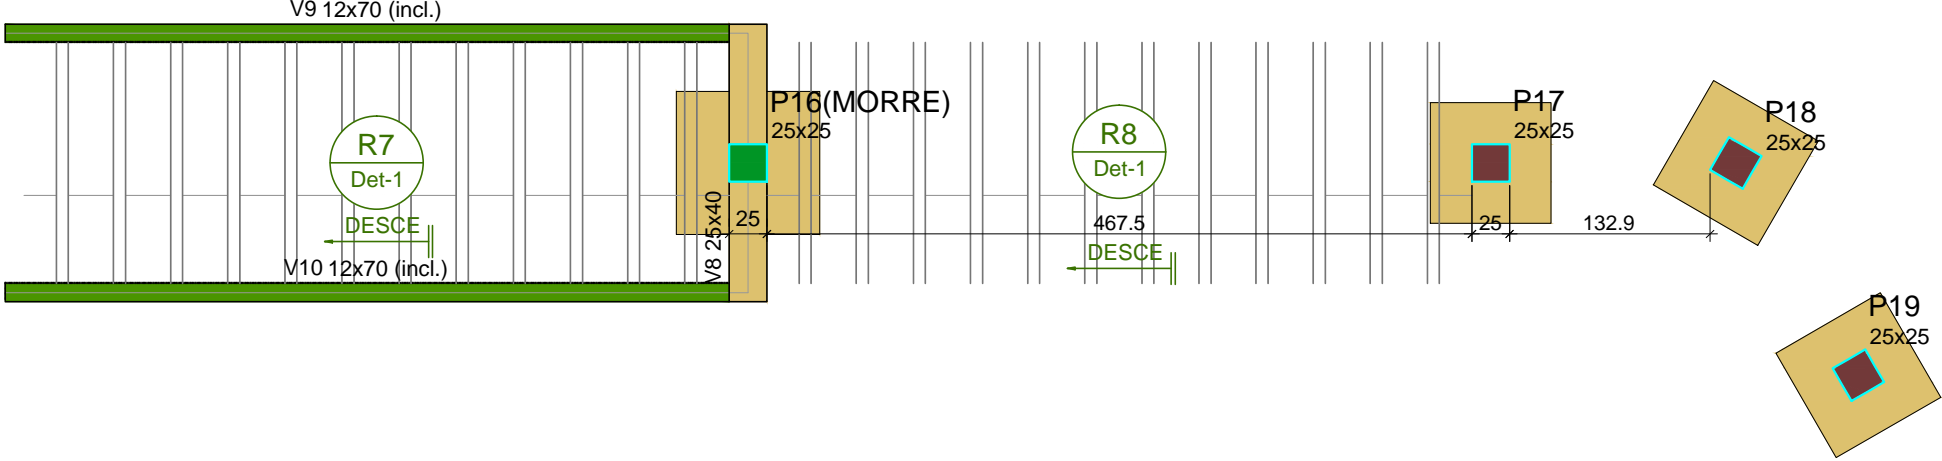 V9 12x70 (incl.)
P16(MORRE)
25x25
P17
25x25
P18
25x25
R7
Det-1
R8
Det-1
DESCE
V8 25x40
25
467.5
25
132.9
DESCE
V10 12x70 (incl.)
P19
25x25